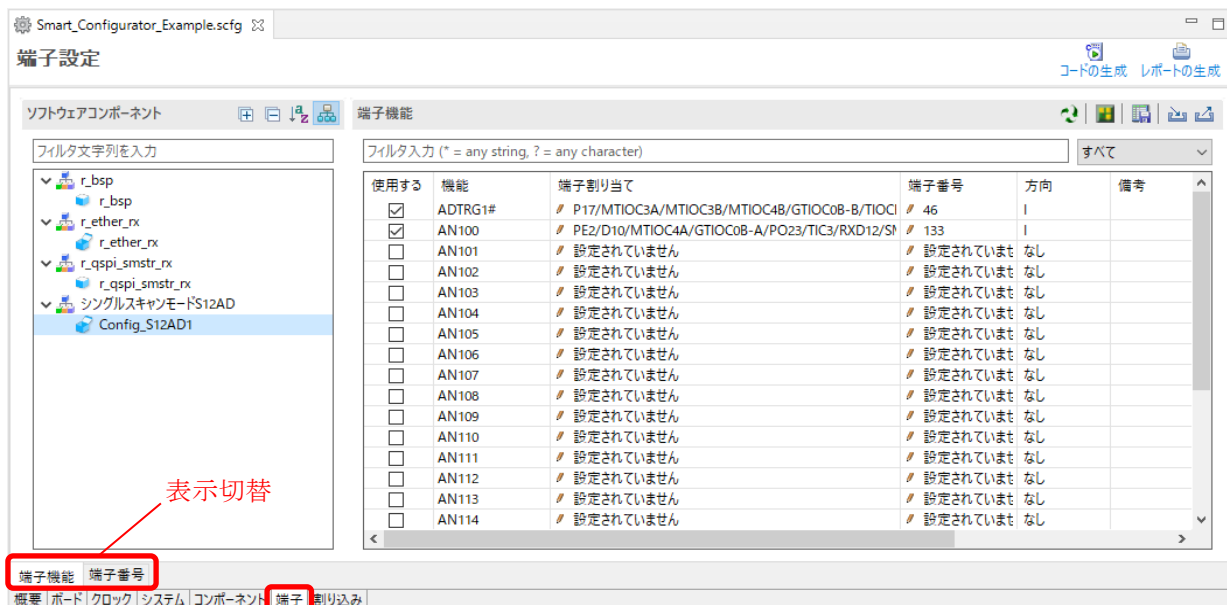 Smart_Configurator_Example.scfg
端子設定
コードの生成 レポートの生成
ソフトウェアコンポーネント
端子機能
フィルタ文字列を入力
フィルタ入力 (* = any string, ? = any character)
すべて
r_bsp
r_bsp
r_ether_rx
r_ether_rx
r_qspi_smstr_rx
r_qspi_smstr_rx
シングルスキャンモードS12AD
Config_S12AD1
使用する 機能 端子割り当て 端子番号 方向 備考
ADTRG1# P17/MTIOC3A/MTIOC3B/MTIOC4B/GTIOC0B-B/TIOCI 46 I
AN100 PE2/D10/MTIOC4A/GTIOC0B-A/PO23/TIC3/RXD12/SM 133 I
AN101 設定されていません 設定されていませ なし
AN102 設定されていません 設定されていませ なし
AN103 設定されていません 設定されていませ なし
AN104 設定されていません 設定されていませ なし
AN105 設定されていません 設定されていませ なし
AN106 設定されていません 設定されていませ なし
AN107 設定されていません 設定されていませ なし
AN108 設定されていません 設定されていませ なし
AN109 設定されていません 設定されていませ なし
AN110 設定されていません 設定されていませ なし
AN111 設定されていません 設定されていませ なし
AN112 設定されていません 設定されていませ なし
AN113 設定されていません 設定されていませ なし
AN114 設定されていません 設定されていませ なし
表示切替
端子機能 端子番号
概要 ボード クロック システム コンポーネント 端子 割り込み